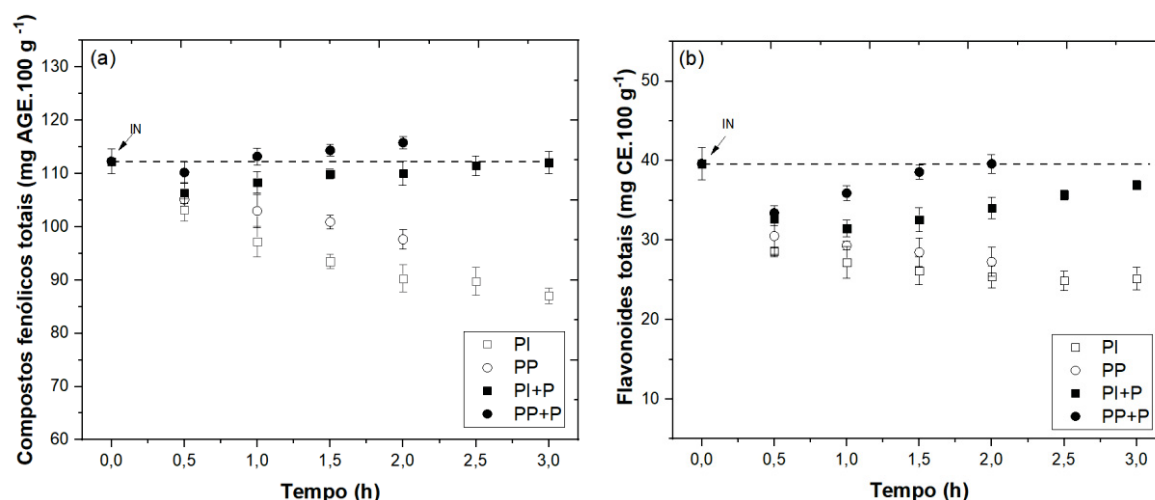 (a)
IN
Compostos fenólicos totais (mg AGE.100 g -1)
130
120
110
100
90
80
70
60
0,0 0,5 1,0 1,5 2,0 2,5 3,0
Tempo (h)
PI
PP
PI+P
PP+P
(b)
IN
Flavonoides totais (mg CE.100 g-1)
50
40
30
20
10
0,0 0,5 1,0 1,5 2,0 2,5 3,0
Tempo (h)
PI
PP
PI+P
PP+P